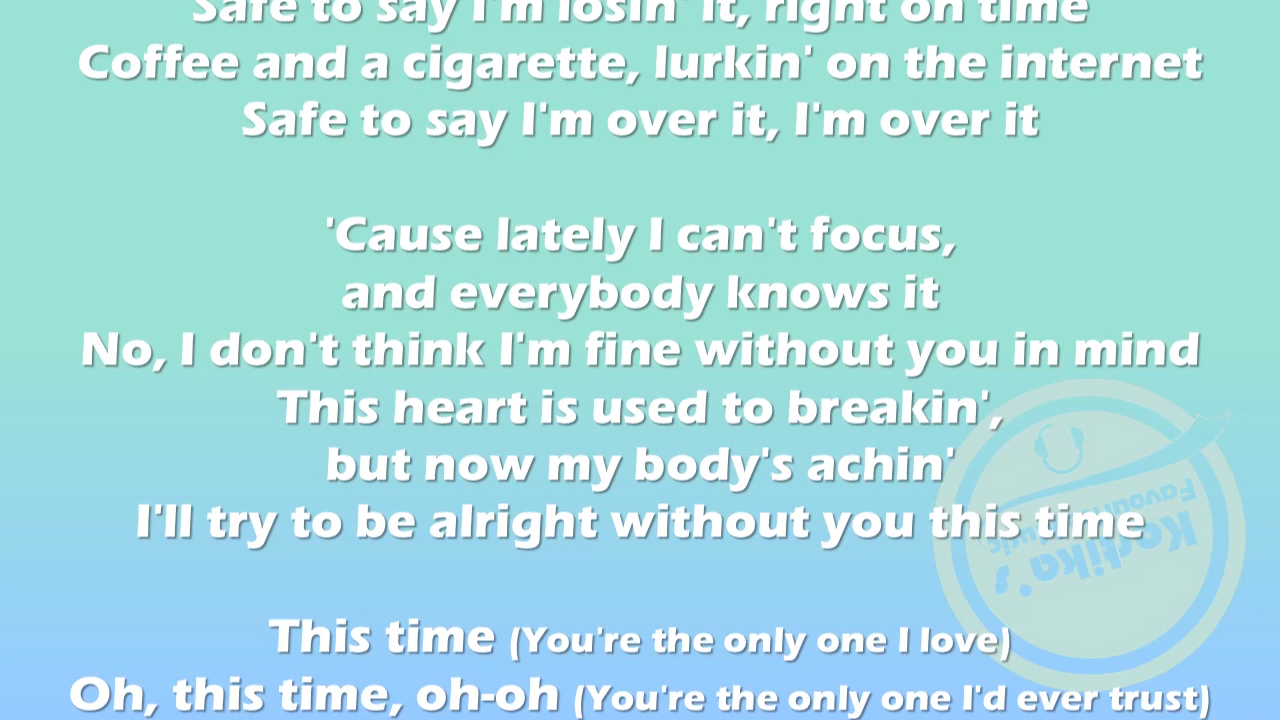 Safe to say I'm losin' it, right on time
Coffee and a cigarette, lurkin' on the internet
Safe to say I'm over it, I'm over it
'Cause lately I can't focus,
and everybody knows it
No, I don't think I'm fine without you in mind
This heart is used to breakin',
but now my body's achin'
I'll try to be alright without you this time
This time (You're the only one I love)
Oh, this time, oh-oh (You're the only one I'd ever trust)
Kostika's
Favourite Music